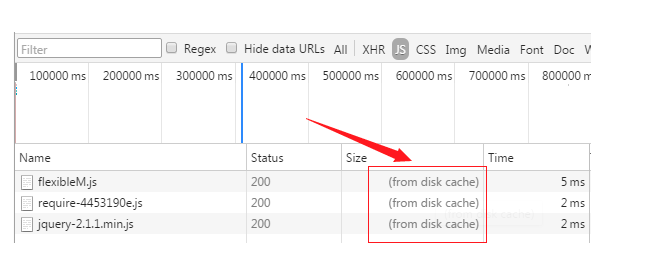 Filter Regex Hide data URLs All XHR JS CSS Img Media Font Doc W
100000 ms 200000 ms 300000 ms 400000 ms 500000 ms 600000 ms 700000 ms 800000 m
Name Status Size Time
flexibleM.js 200 (from disk cache) 5 ms
require-4453190e.js 200 (from disk cache) 2 ms
jquery-2.1.1.min.js 200 (from disk cache) 2 ms